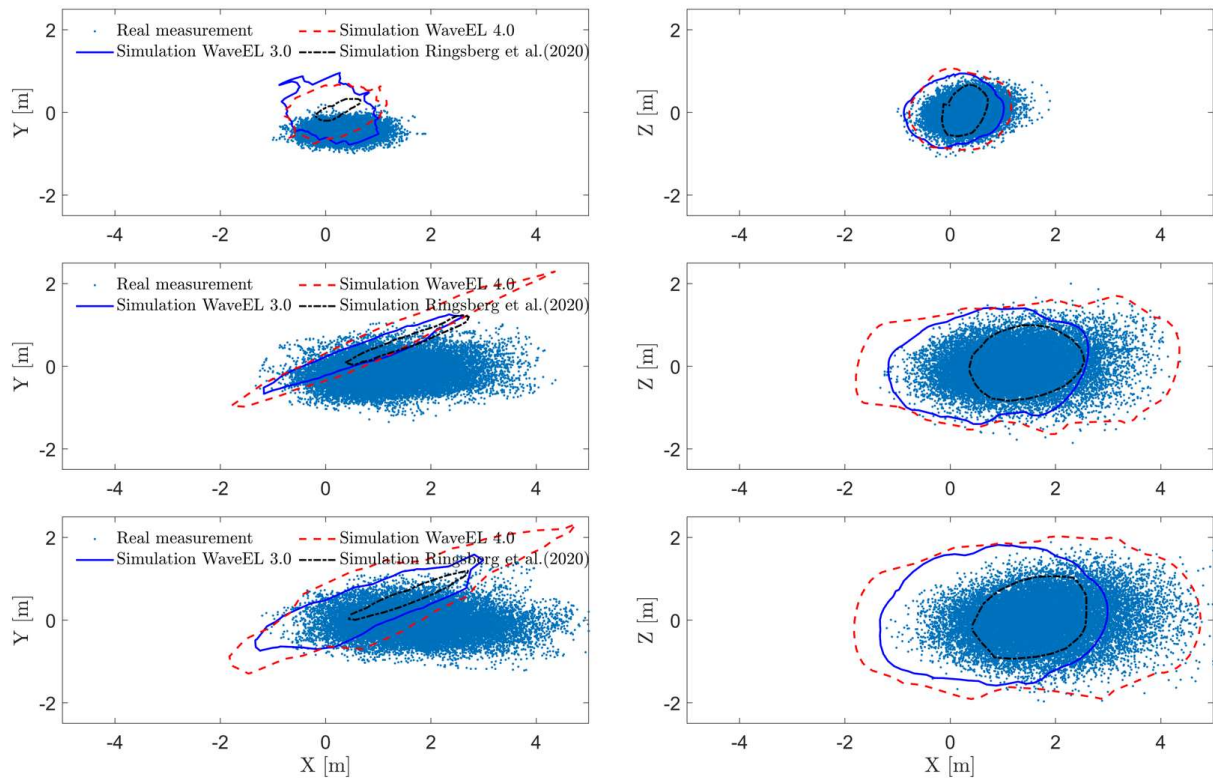 2
0
-2
Y [m]
Real measurement
Simulation WaveEL 4.0
Simulation WaveEL 3.0
Simulation Ringsberg et al.(2020)
-4 -2 0 2 4
2
0
-2
Z [m]
-4 -2 0 2 4
2
0
-2
Y [m]
Real measurement
Simulation WaveEL 4.0
Simulation WaveEL 3.0
Simulation Ringsberg et al.(2020)
-4 -2 0 2 4
2
0
-2
Z [m]
-4 -2 0 2 4
2
0
-2
Y [m]
Real measurement
Simulation WaveEL 4.0
Simulation WaveEL 3.0
Simulation Ringsberg et al.(2020)
-4 -2 0 2 4
X [m]
2
0
-2
Z [m]
-4 -2 0 2 4
X [m]